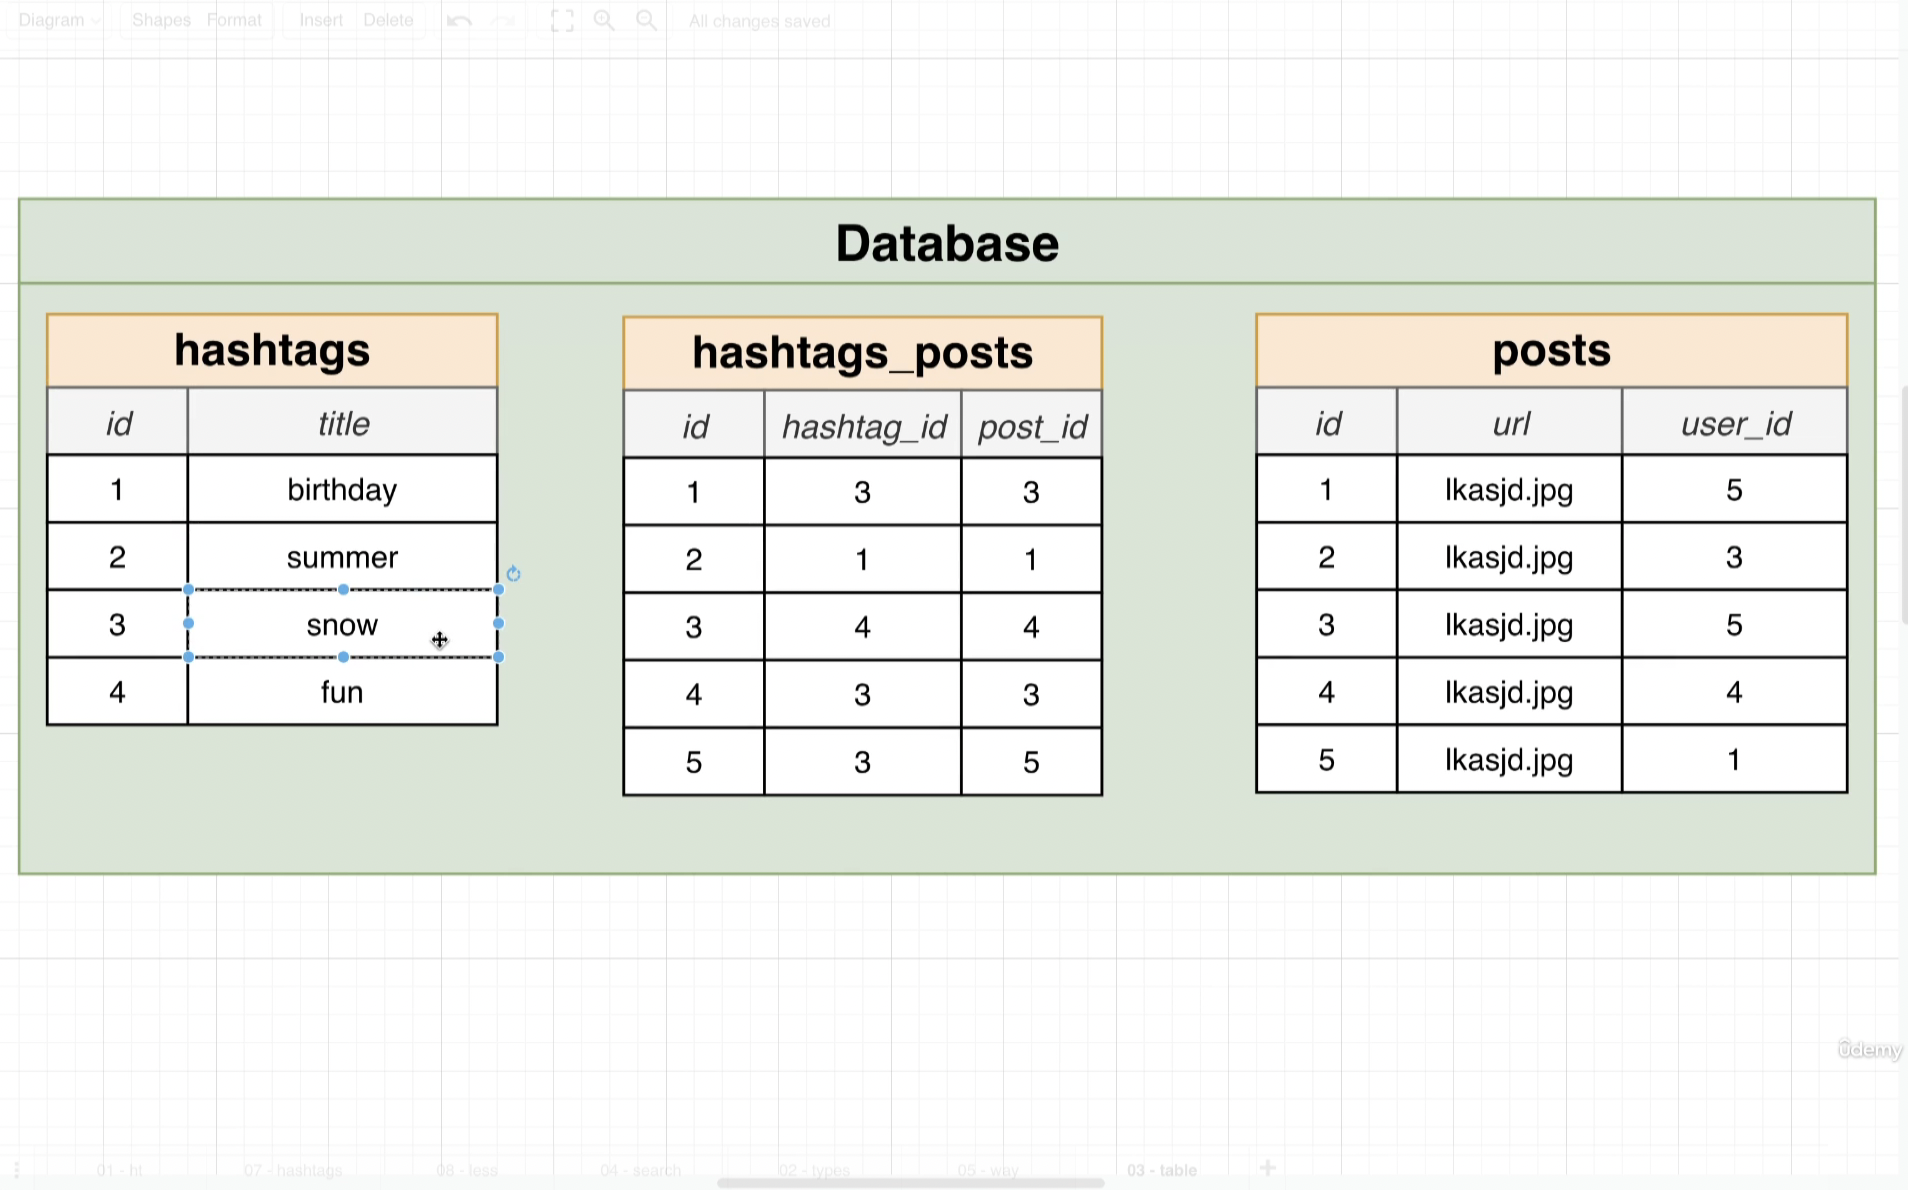 Diagram Shapes Format Insert Delete All changes saved
Database
hashtags
id title
1 birthday
2 summer
3 snow
4 fun
hashtags_posts
id hashtag_id post_id
1 3 3
2 1 1
3 4 4
4 3 3
5 3 5
posts
id url user_id
1 lkasjd.jpg 5
2 lkasjd.jpg 3
3 lkasjd.jpg 5
4 lkasjd.jpg 4
5 lkasjd.jpg 1
ûdemy
01 - ht 07 - hashtags 08 - less 04 - search 02 - types 05 - way 03 - table